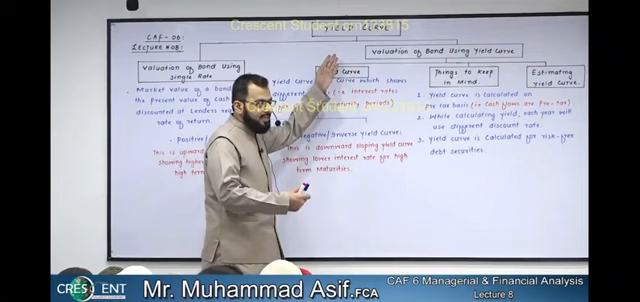 Crescent Student on 123915
CAF-06
Lecture #08:
YIELD CURVE
Valuation of Bond Using Yield Curve
Valuation of Bond Using
Single Rate
Curve
Things to Keep
in Mind
Estimating
Yield Curve
Market value of a bond
the present value of Cash
discounted at Lenders re
rate of return.
- Positive/
This is upward
showing higher
high term
Yield Curve
curve which shows
different
(i.e interest rates
Negative/Inverse Yield Curve:
This is downward sloping yield curve
showing lower interest rate for high
term Maturities.
1. Yield curve is calculated on
pre tax basis (i.e Cash flows are Pre-tax)
2. While calculating yield, each year will
use different discount rate.
3. Yield curve is Calculated for risk-free
debt securities.
CRESCENT
Mr. Muhammad Asif,FCA
CAF 6 Managerial & Financial Analysis
Lecture 8